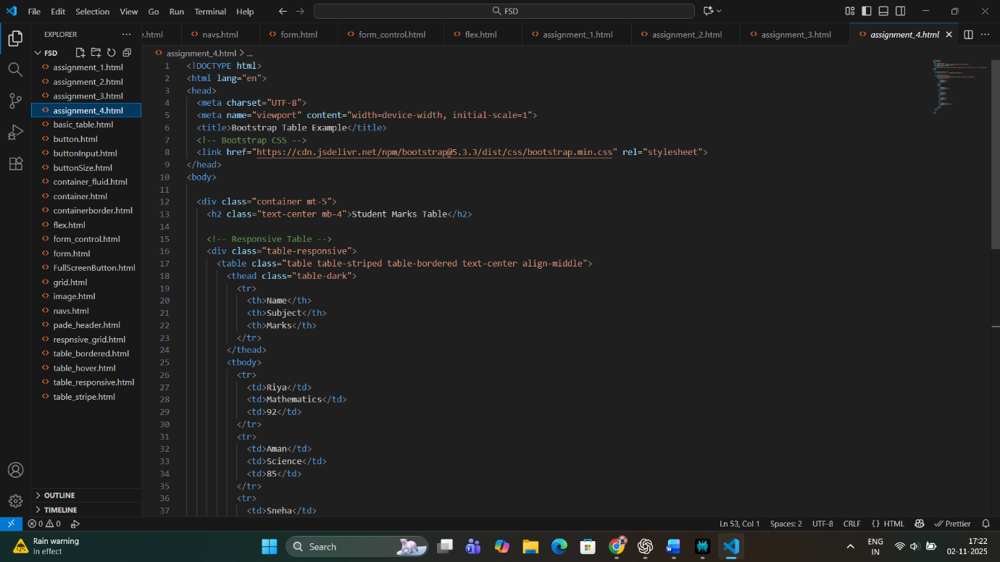 File Edit Selection View Go Run Terminal Help
FSD
EXPLORER
e.html navs.html form.html form_control.html flex.html assignment_1.html assignment_2.html assignment_3.html assignment_4.html
FSD
assignment_1.html
assignment_2.html
assignment_3.html
assignment_4.html
basic_table.html
button.html
buttonInput.html
buttonSize.html
container_fluid.html
container.html
containerborder.html
flex.html
form_control.html
form.html
FullScreenButton.html
grid.html
image.html
navs.html
pade_header.html
respnsive_grid.html
table_bordered.html
table_hover.html
table_responsive.html
table_stripe.html
OUTLINE
TIMELINE
assignment_4.html > ...
1 <!DOCTYPE html>
2 <html lang="en">
3 <head>
4 <meta charset="UTF-8">
5 <meta name="viewport" content="width=device-width, initial-scale=1">
6 <title>Bootstrap Table Example</title>
7 <!-- Bootstrap CSS -->
8 <link href="https://cdn.jsdelivr.net/npm/bootstrap@5.3.3/dist/css/bootstrap.min.css" rel="stylesheet">
9 </head>
10 <body>
11
12 <div class="container mt-5">
13 <h2 class="text-center mb-4">Student Marks Table</h2>
14
15 <!-- Responsive Table -->
16 <div class="table-responsive">
17 <table class="table table-striped table-bordered text-center align-middle">
18 <thead class="table-dark">
19 <tr>
20 <th>Name</th>
21 <th>Subject</th>
22 <th>Marks</th>
23 </tr>
24 </thead>
25 <tbody>
26 <tr>
27 <td>Riya</td>
28 <td>Mathematics</td>
29 <td>92</td>
30 </tr>
31 <tr>
32 <td>Aman</td>
33 <td>Science</td>
34 <td>85</td>
35 </tr>
36 <tr>
37 <td>Sneha</td>
0 0 Ln 53, Col 1 Spaces: 2 UTF-8 CRLF {} HTML Prettier
Rain warning
In effect
Search
ENG
IN
17:22
02-11-2025